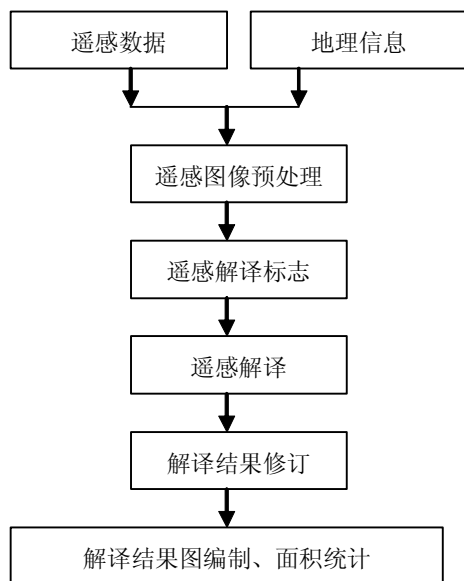 遥感数据
地理信息
遥感图像预处理
遥感解译标志
遥感解译
解译结果修订
解译结果图编制、面积统计